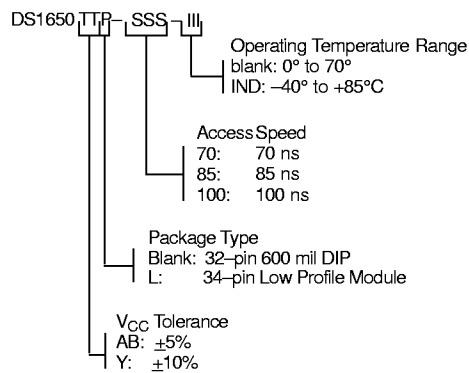 DS1650TTP– SSS –III
Operating Temperature Range
blank: 0° to 70°
IND: –40° to +85°C
Access Speed
70: 70 ns
85: 85 ns
100: 100 ns
Package Type
Blank: 32–pin 600 mil DIP
L: 34–pin Low Profile Module
VCC Tolerance
AB: ±5%
Y: ±10%